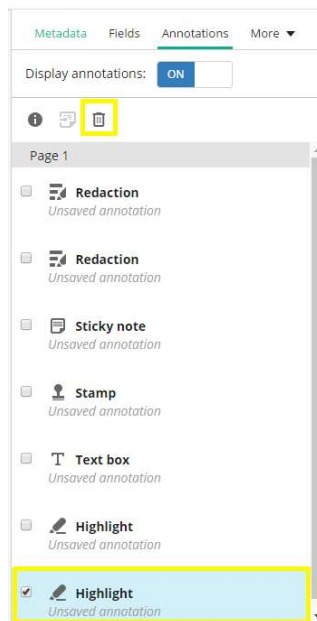 Metadata Fields Annotations More
Display annotations: ON
Page 1
Redaction
Unsaved annotation
Redaction
Unsaved annotation
Sticky note
Unsaved annotation
Stamp
Unsaved annotation
Text box
Unsaved annotation
Highlight
Unsaved annotation
Highlight
Unsaved annotation